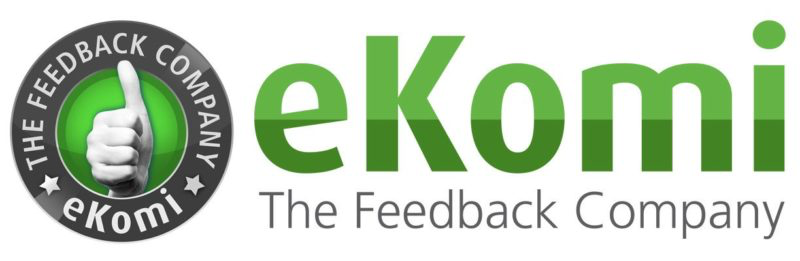 THE FEEDBACK COMPANY
eKomi
eKomi
The Feedback Company